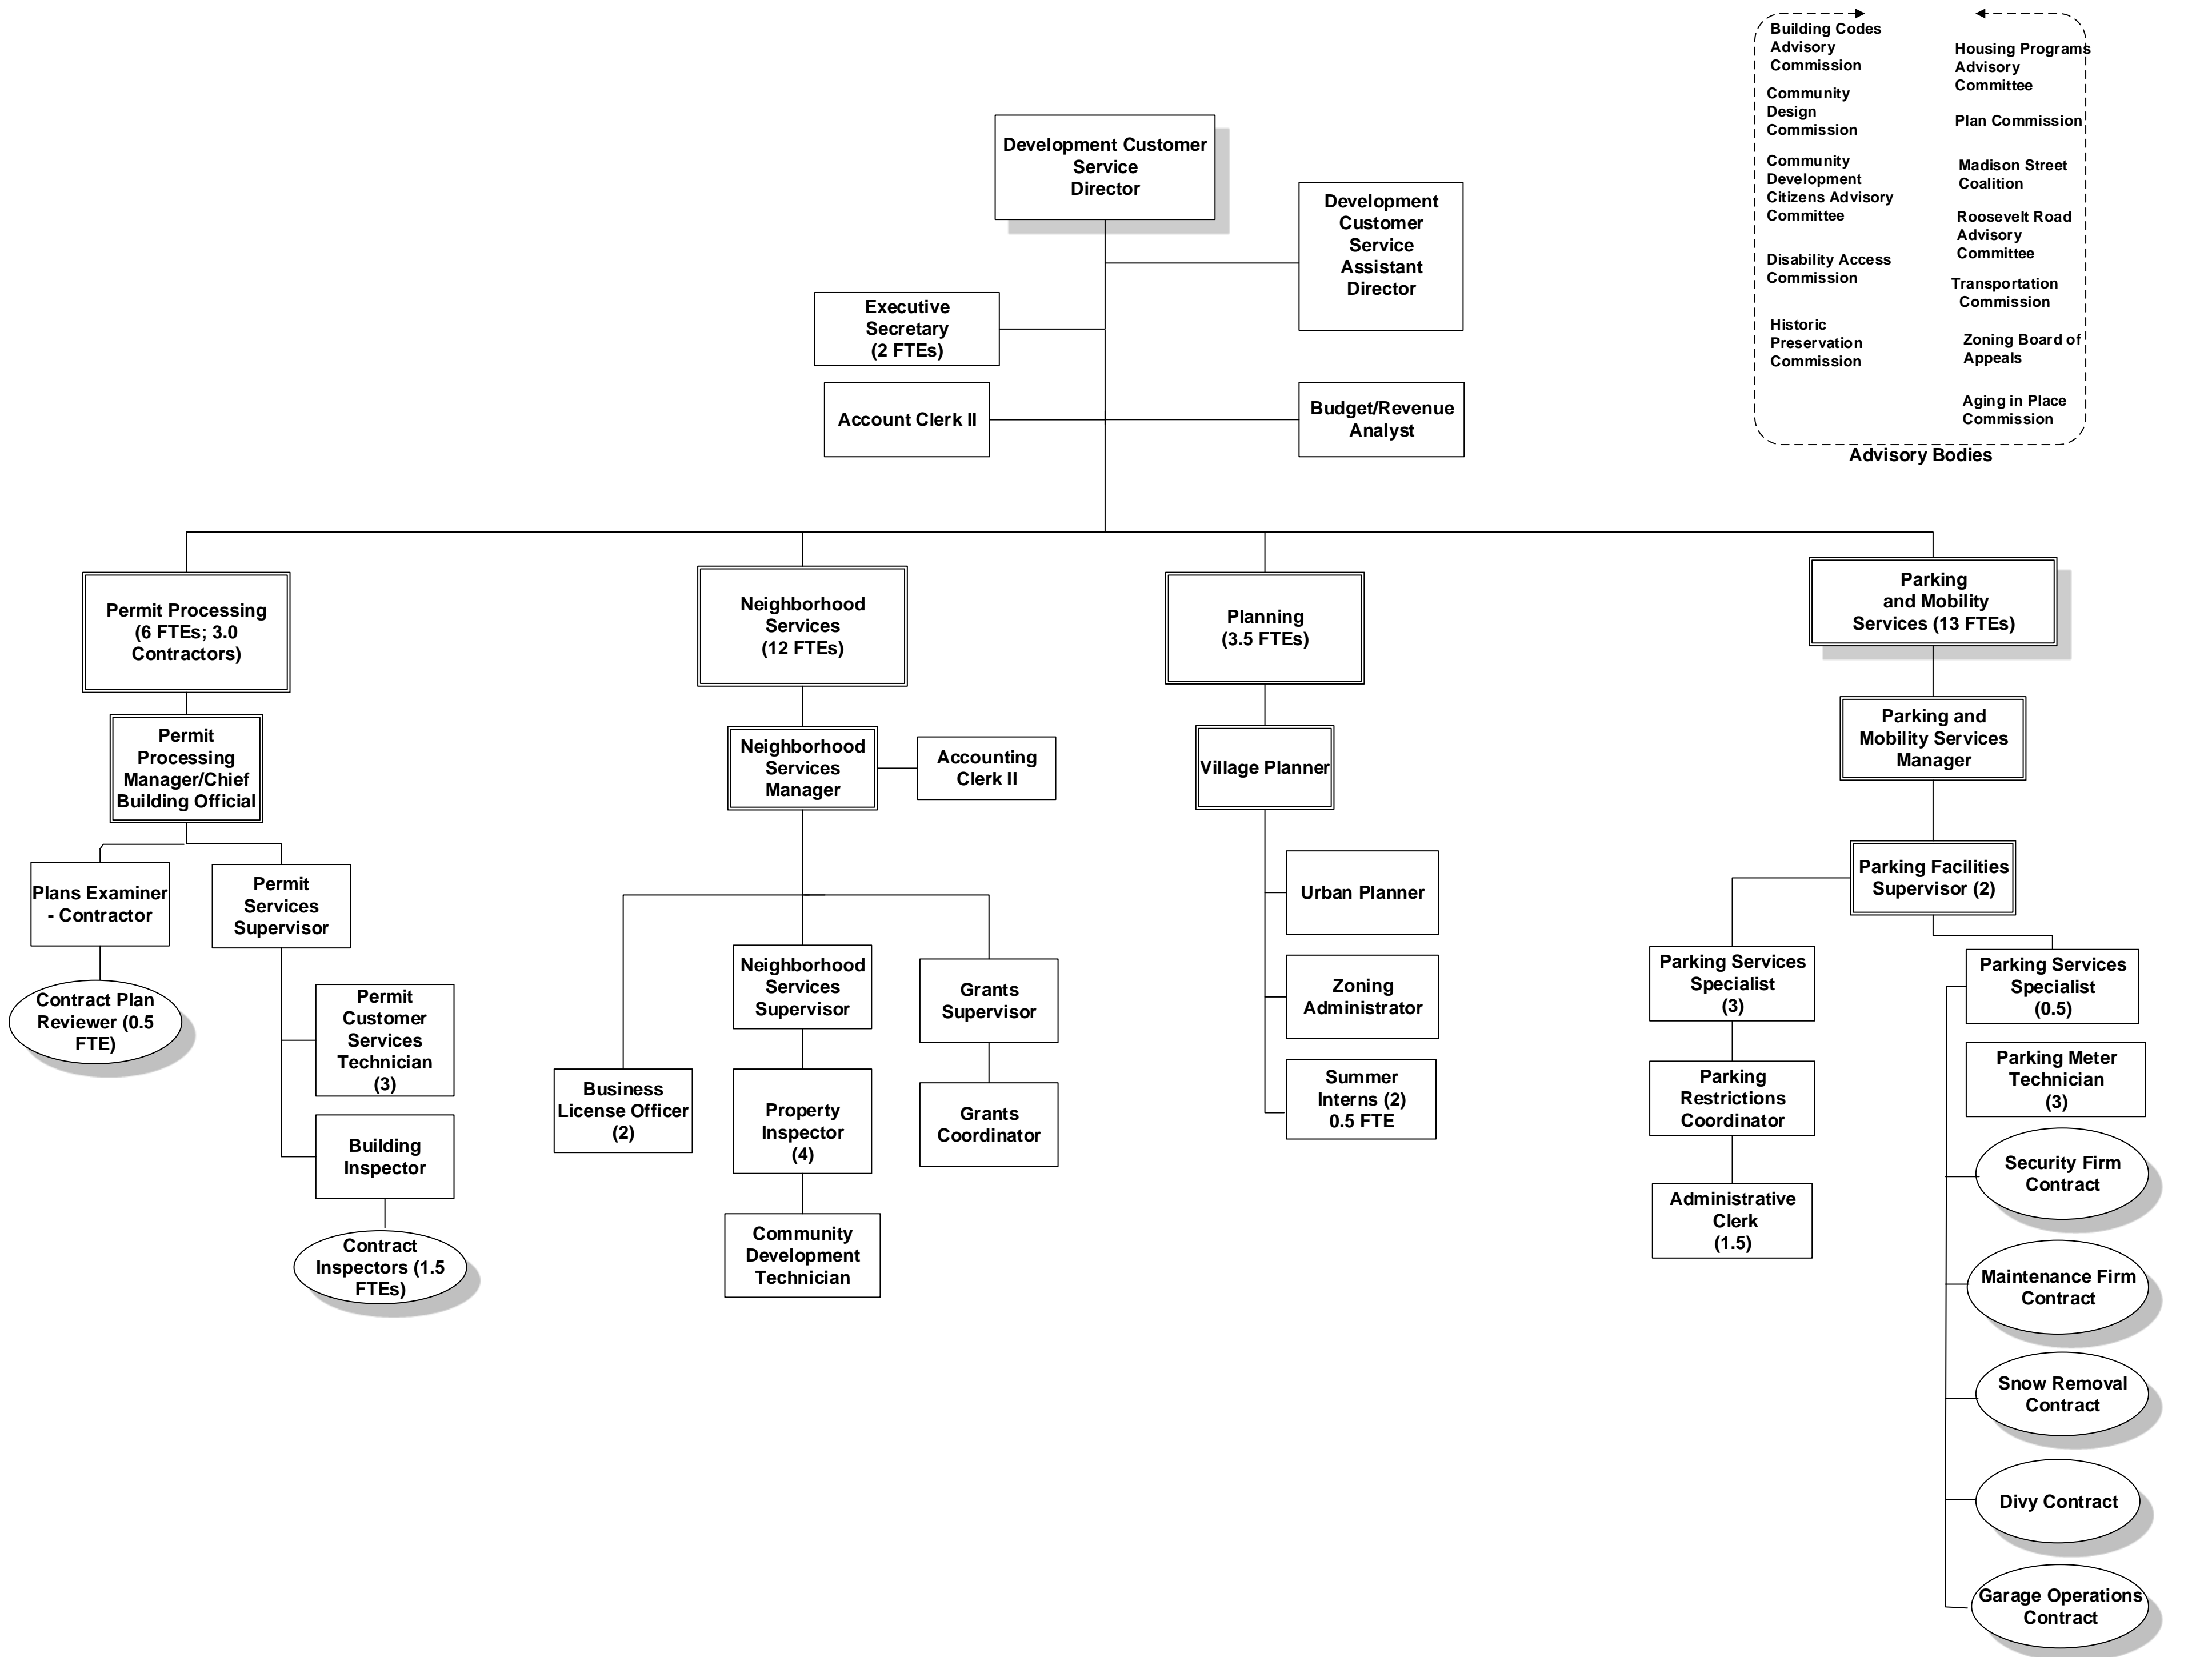 Building Codes
Advisory
Commission
Community
Design
Commission
Community
Development
Citizens Advisory
Committee
Disability Access
Commission
Historic
Preservation
Commission
Housing Programs
Advisory
Committee
Plan Commission
Madison Street
Coalition
Roosevelt Road
Advisory
Committee
Transportation
Commission
Zoning Board of
Appeals
Aging in Place
Commission
Advisory Bodies
Development Customer
Service
Director
Development
Customer
Service
Assistant
Director
Executive
Secretary
(2 FTEs)
Account Clerk II
Budget/Revenue
Analyst
Permit Processing
(6 FTEs; 3.0
Contractors)
Permit
Processing
Manager/Chief
Building Official
Plans Examiner
- Contractor
Contract Plan
Reviewer (0.5
FTE)
Permit
Services
Supervisor
Permit
Customer
Services
Technician
(3)
Building
Inspector
Contract
Inspectors (1.5
FTEs)
Neighborhood
Services
(12 FTEs)
Neighborhood
Services
Manager
Accounting
Clerk II
Business
License Officer
(2)
Neighborhood
Services
Supervisor
Property
Inspector
(4)
Community
Development
Technician
Grants
Supervisor
Grants
Coordinator
Planning
(3.5 FTEs)
Village Planner
Urban Planner
Zoning
Administrator
Summer
Interns (2)
0.5 FTE
Parking
and Mobility
Services (13 FTEs)
Parking and
Mobility Services
Manager
Parking Facilities
Supervisor (2)
Parking Services
Specialist
(3)
Parking
Restrictions
Coordinator
Administrative
Clerk
(1.5)
Parking Services
Specialist
(0.5)
Parking Meter
Technician
(3)
Security Firm
Contract
Maintenance Firm
Contract
Snow Removal
Contract
Divy Contract
Garage Operations
Contract